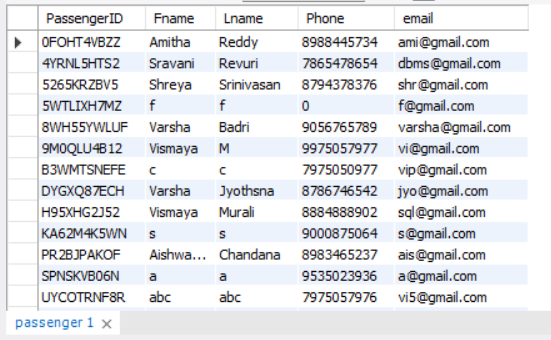 PassengerID Fname Lname Phone email
0FOHT4VBZZ Amitha Reddy 8988445734 ami@gmail.com
4YRNL5HTS2 Sravani Revuri 7865478654 dbms@gmail.com
5265KRZBV5 Shreya Srinivasan 8794378376 shr@gmail.com
5WTLIXH7MZ f f 0 f@gmail.com
8WH55YWLUF Varsha Badri 9056765789 varsha@gmail.com
9M0QLU4B12 Vismaya M 9975057977 vi@gmail.com
B3WMTSNEFE c c 7975050977 vip@gmail.com
DYGXQ87ECH Varsha Jyothsna 8786746542 jyo@gmail.com
H95XHG2J52 Vismaya Murali 8884888902 sql@gmail.com
KA62M4K5WN s s 9000875064 s@gmail.com
PR2BJPAKOF Aishwa... Chandana 8983465237 ais@gmail.com
SPNSKVB06N a a 9535023936 a@gmail.com
UYCOTRNF8R abc abc 7975057976 vi5@gmail.com
passenger 1